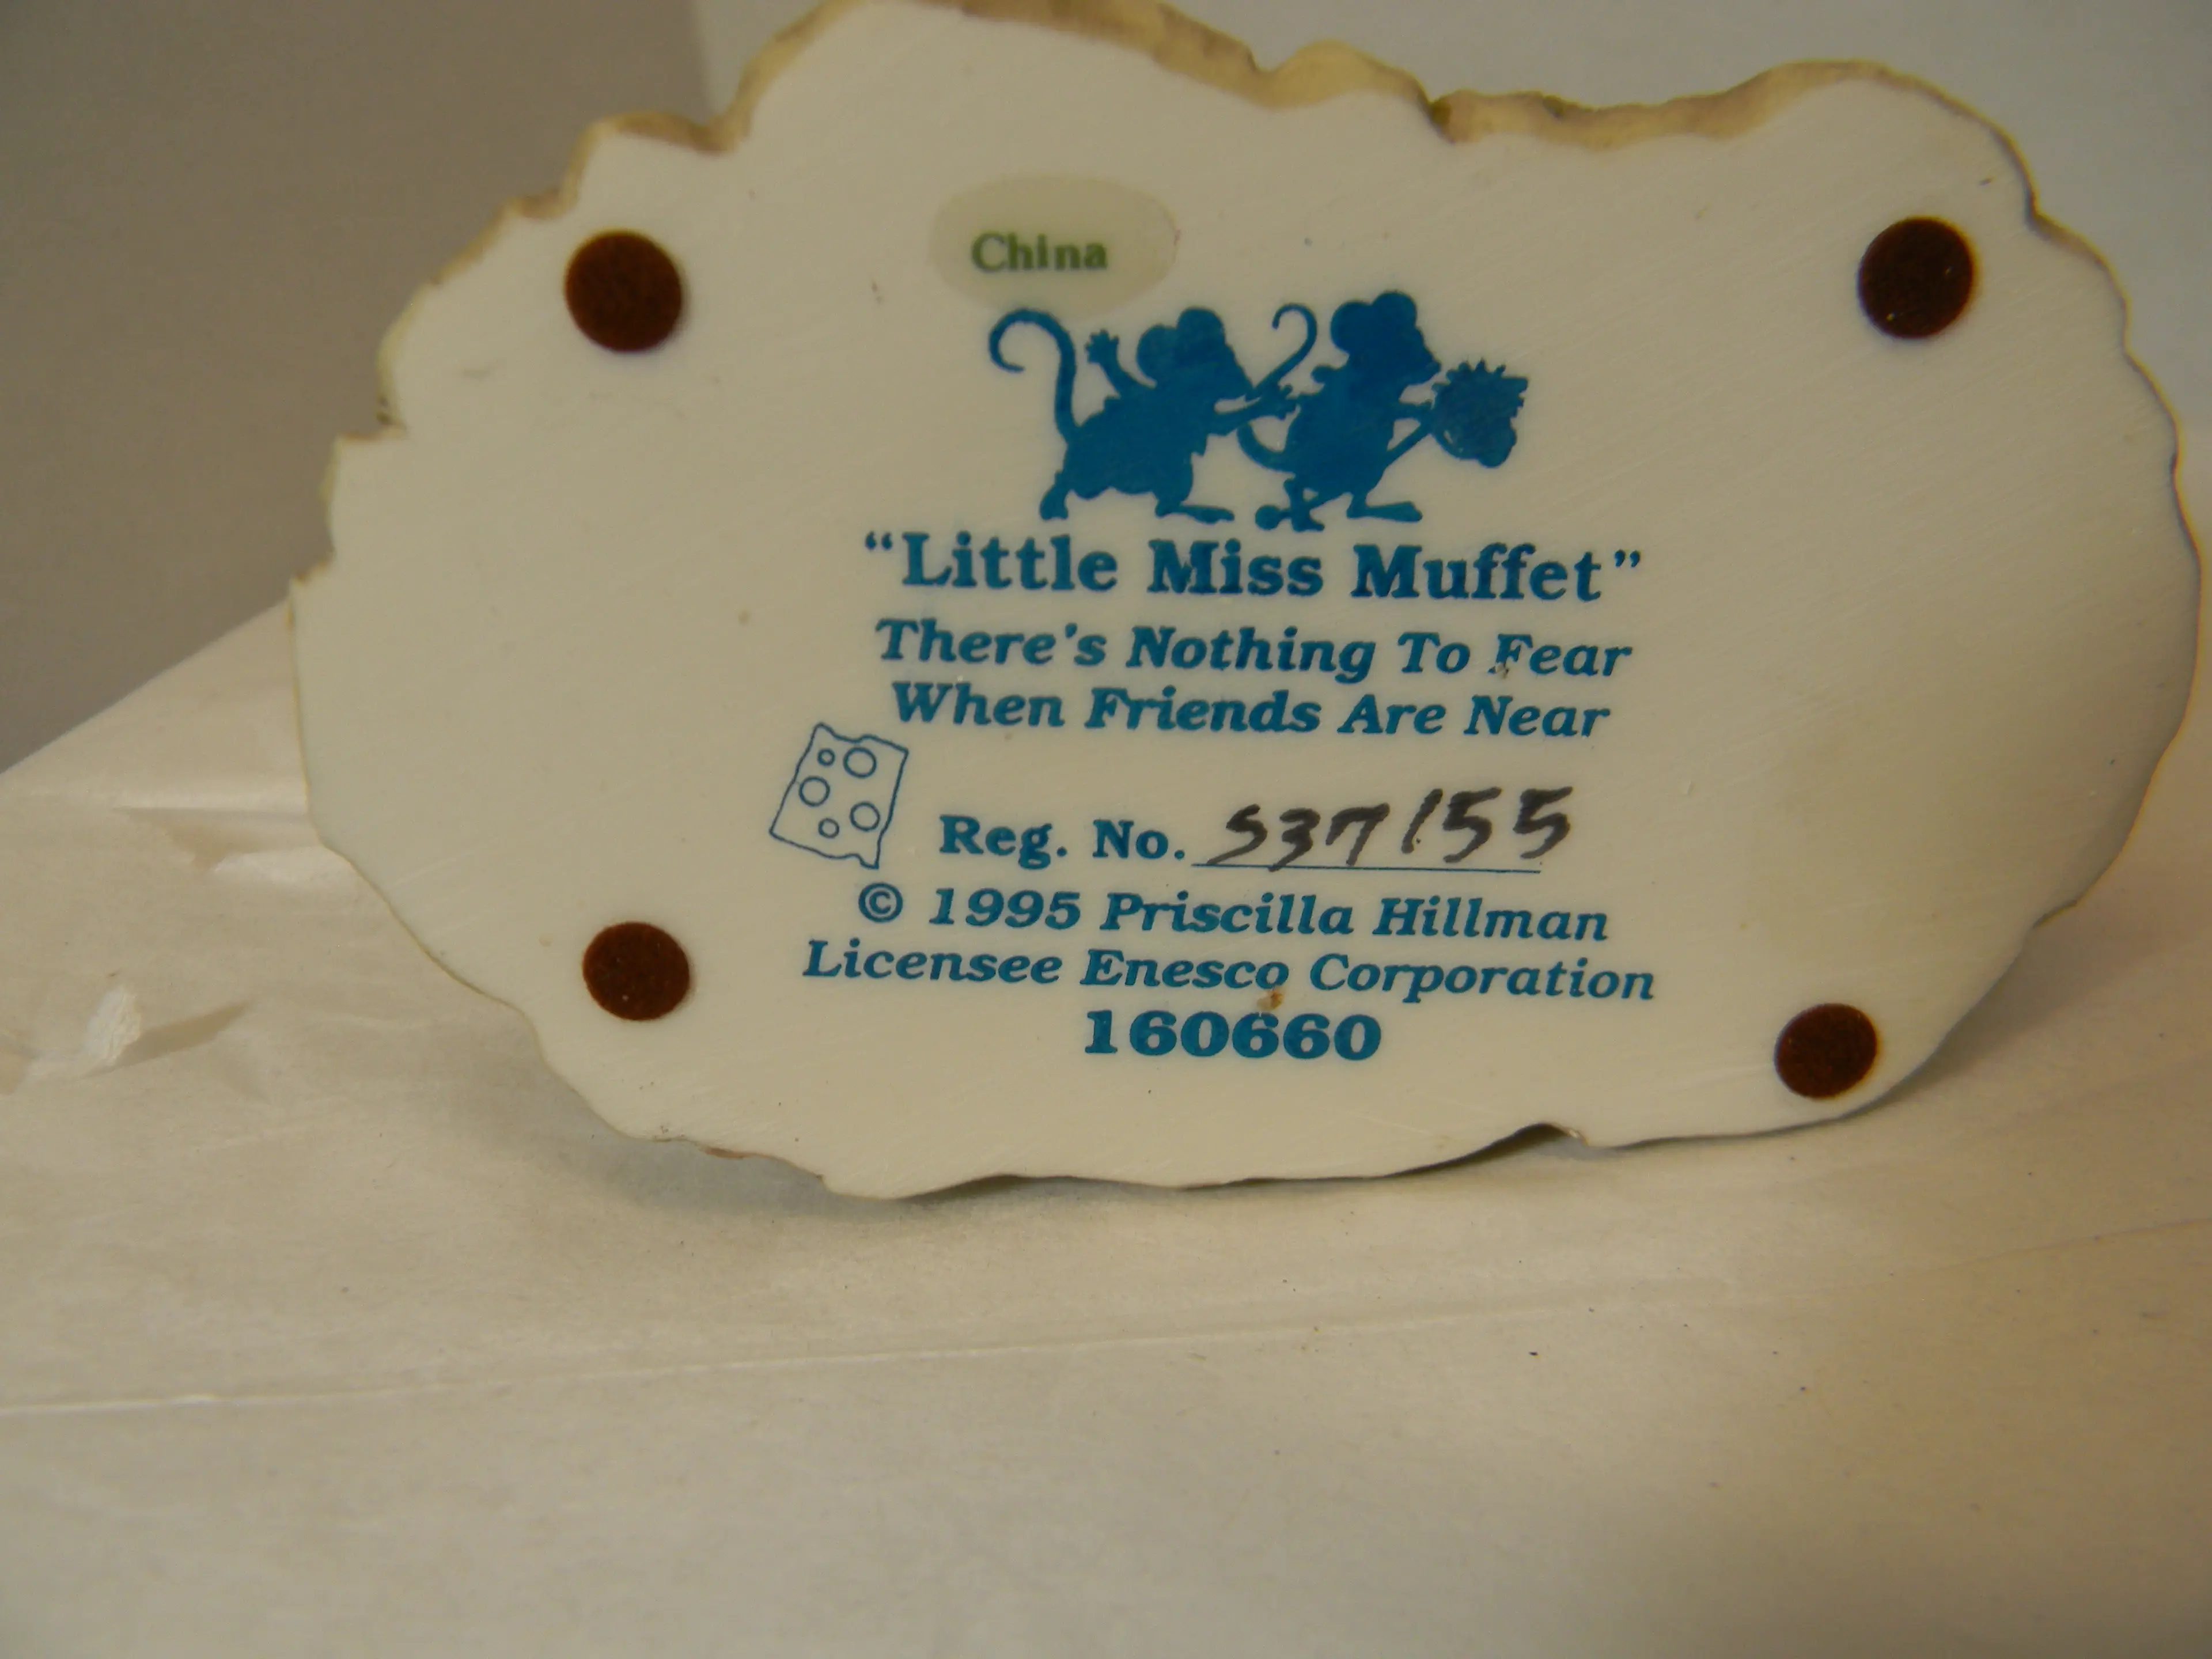 China
“Little Miss Muffet”
There's Nothing To Fear
When Friends Are Near
Reg. No. S37155
© 1995 Priscilla Hillman
Licensee Enesco Corporation
160660